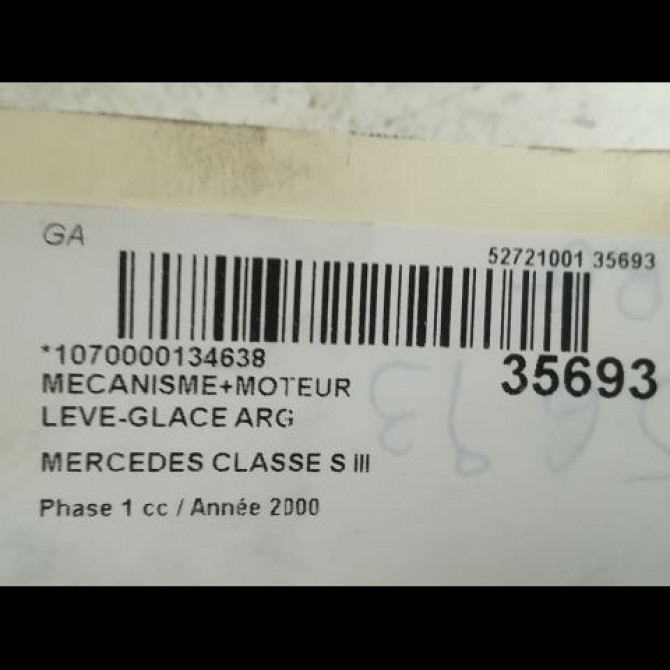 GA
52721001 35693
*1070000134638
35693
MECANISME+MOTEUR
LEVE-GLACE ARG
MERCEDES CLASSE S III
Phase 1 cc / Année 2000